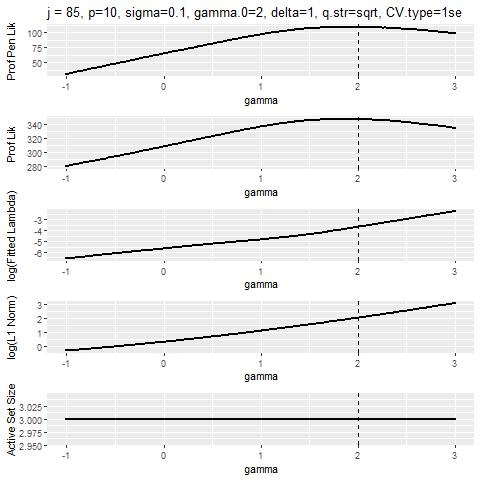 j = 85, p=10, sigma=0.1, gamma.0=2, delta=1, q.str=sqrt, CV.type=1se
Prof Pen Lik
100
75
50
-1 0 1 2 3
gamma
Prof Lik
340
320
300
280
-1 0 1 2 3
gamma
log(Fitted Lambda)
-3
-4
-5
-6
-1 0 1 2 3
gamma
log(L1 Norm)
3
2
1
0
-1 0 1 2 3
gamma
Active Set Size
3.025
3.000
2.975
2.950
-1 0 1 2 3
gamma